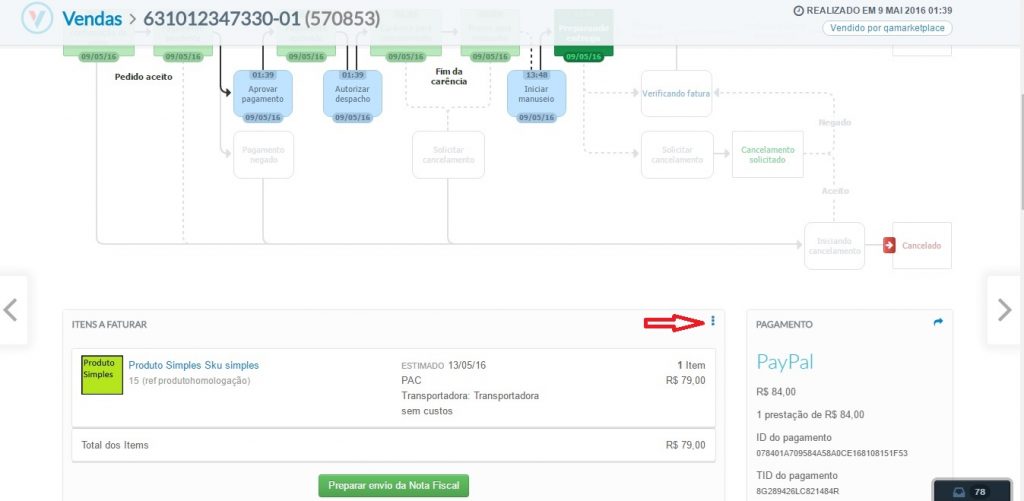 Vendas > 631012347330-01 (570853)
REALIZADO EM 9 MAI 2016 01:39
Vendido por qamarketplace
09/05/16
09/05/16
09/05/16
09/05/16
09/05/16
Preparando entrega
09/05/16
Pedido aceito
01:39
Aprovar pagamento
09/05/16
01:39
Autorizar despacho
09/05/16
Fim da carência
13:48
Iniciar manuseio
09/05/16
Verificando fatura
Negado
Pagamento negado
Solicitar cancelamento
Solicitar cancelamento
Cancelamento solicitado
Aceito
Iniciando cancelamento
Cancelado
ITENS A FATURAR
Produto Simples
Produto Simples Sku simples
15 (ref produtohomologação)
ESTIMADO 13/05/16
PAC
Transportadora: Transportadora
sem custos
1 Item
R$ 79,00
Total dos Items
R$ 79,00
Preparar envio da Nota Fiscal
PAGAMENTO
PayPal
R$ 84,00
1 prestação de R$ 84,00
ID do pagamento
078401A709584A58A0CE168108151F53
TID do pagamento
8G289426LC821484R
78